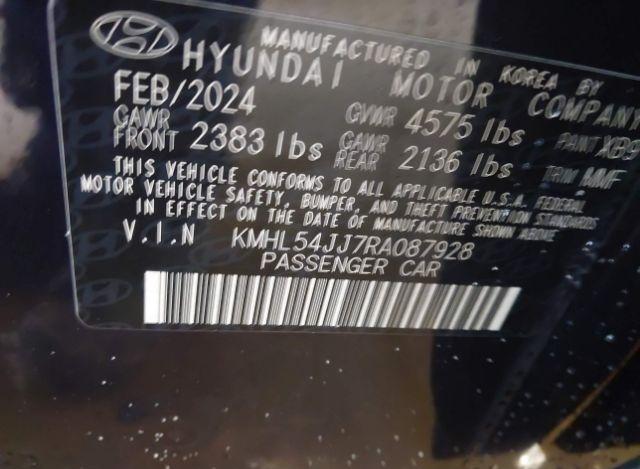 MANUFACTURED IN KOREA BY
HYUNDAI MOTOR COMPANY
FEB/2024 GVWR 4575 lbs PAINT XB9
GAWR FRONT 2383 lbs GAWR REAR 2136 lbs TRIM MMF
THIS VEHICLE CONFORMS TO ALL APPLICABLE U.S.A. FEDERAL
MOTOR VEHICLE SAFETY, BUMPER, AND THEFT PREVENTION STANDARDS
IN EFFECT ON THE DATE OF MANUFACTURE SHOWN ABOVE
V.I.N KMHL54JJ7RA087928
PASSENGER CAR